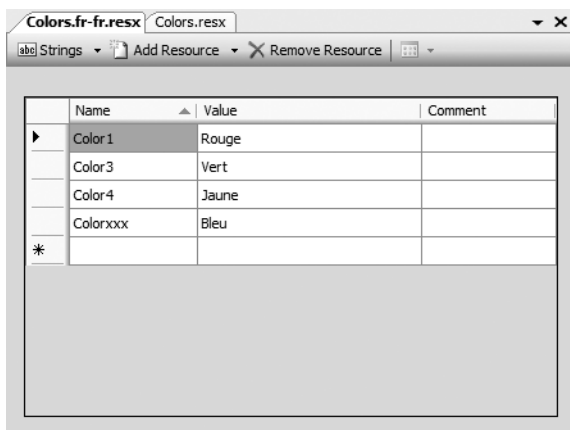 Colors.fr-fr.resx Colors.resx
abc Strings Add Resource Remove Resource
Name Value Comment
Color1 Rouge
Color3 Vert
Color4 Jaune
Colorxxx Bleu